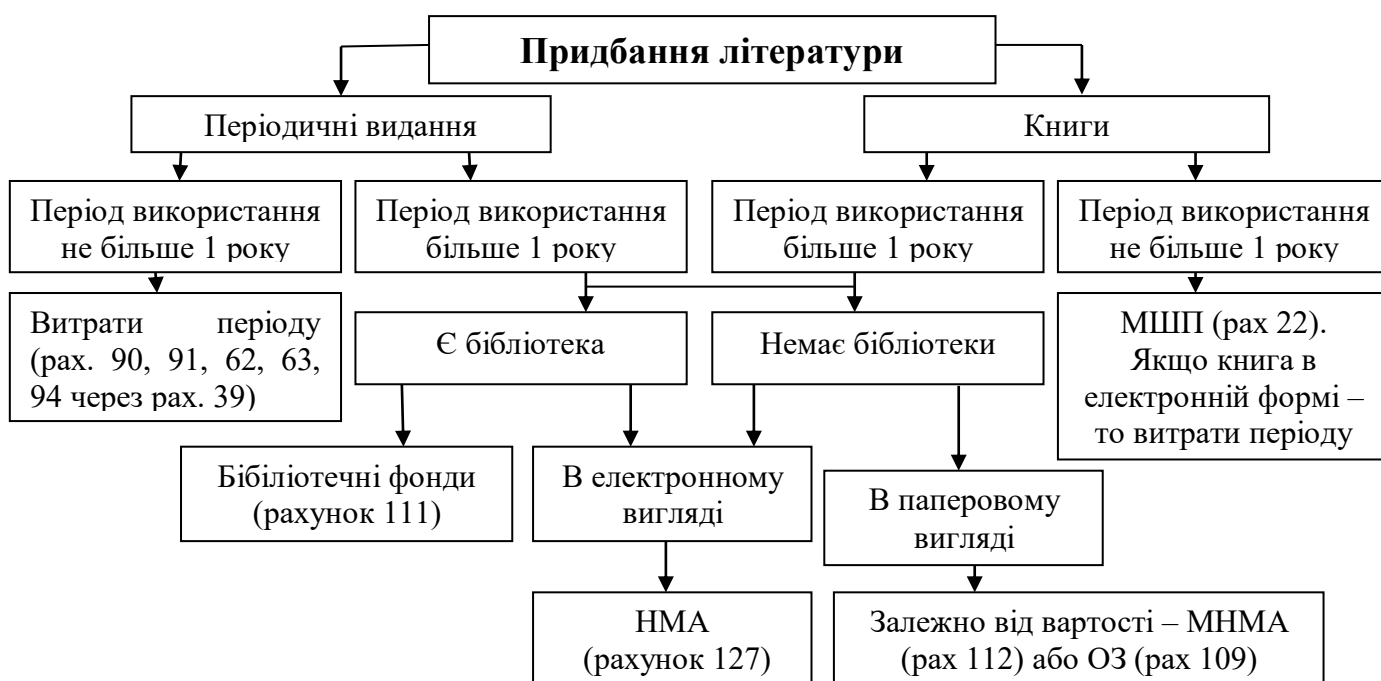 Придбання літератури
Періодичні видання
Книги
Період використання
не більше 1 року
Період використання
більше 1 року
Період використання
більше 1 року
Період використання
не більше 1 року
Витрати періоду
(рах. 90, 91, 62, 63,
94 через рах. 39)
Є бібліотека
Немає бібліотеки
МШП (рах 22).
Якщо книга в
електронній формі –
то витрати періоду
Бібіліотечні фонди
(рахунок 111)
В електронному
вигляді
В паперовому
вигляді
НМА
(рахунок 127)
Залежно від вартості – МНМА
(рах 112) або ОЗ (рах 109)